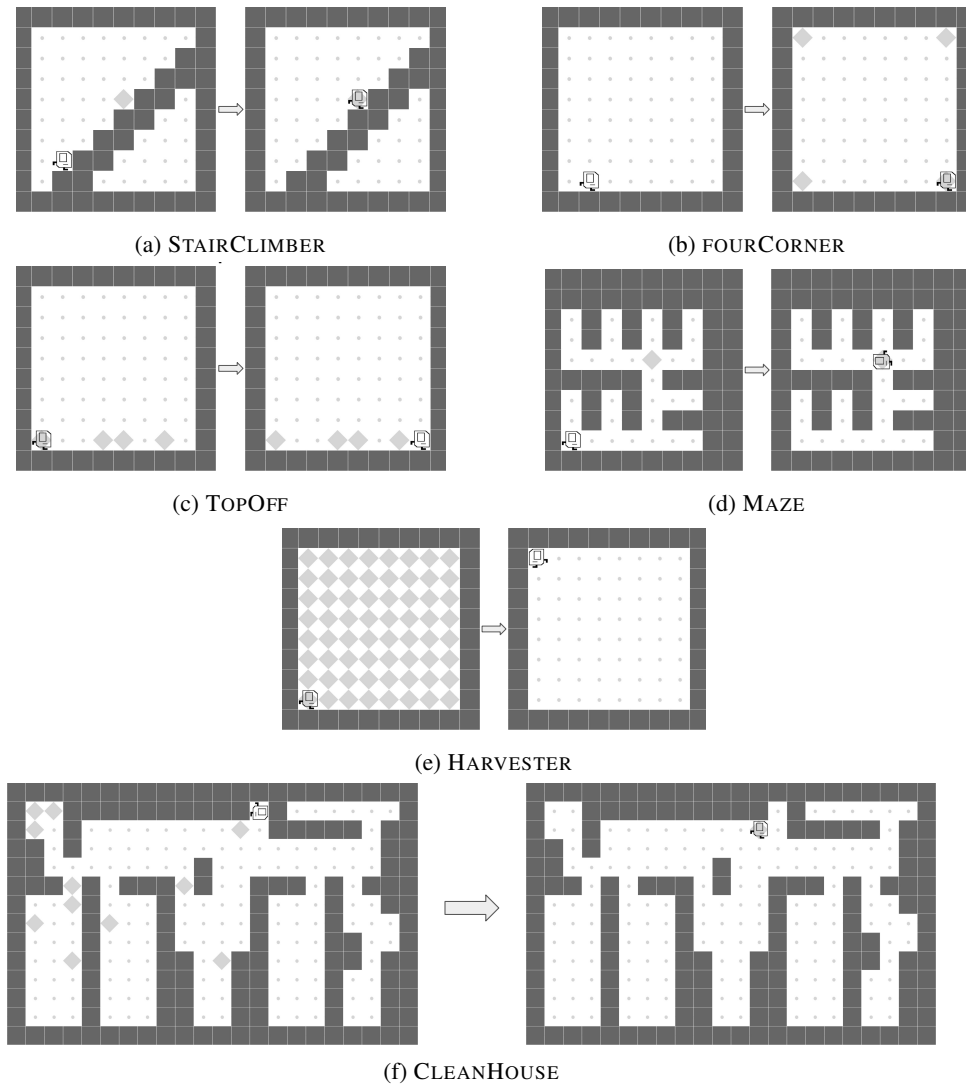 (a) STAIRCLIMBER
(b) FOURCORNER
(c) TOPOFF
(d) MAZE
(e) HARVESTER
(f) CLEANHOUSE